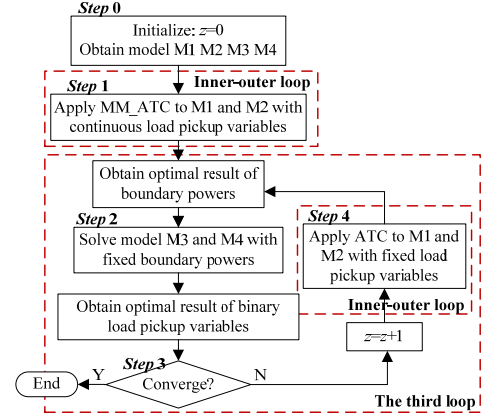 Step 0
Initialize: z=0
Obtain model M1 M2 M3 M4
Inner-outer loop
Step 1
Apply MM_ATC to M1 and M2 with
continuous load pickup variables
Obtain optimal result of
boundary powers
Step 2
Solve model M3 and M4 with
fixed boundary powers
Step 4
Apply ATC to M1 and
M2 with fixed load
pickup variables
Inner-outer loop
Obtain optimal result of binary
load pickup variables
z=z+1
Step 3
Converge?
Y
N
End
The third loop